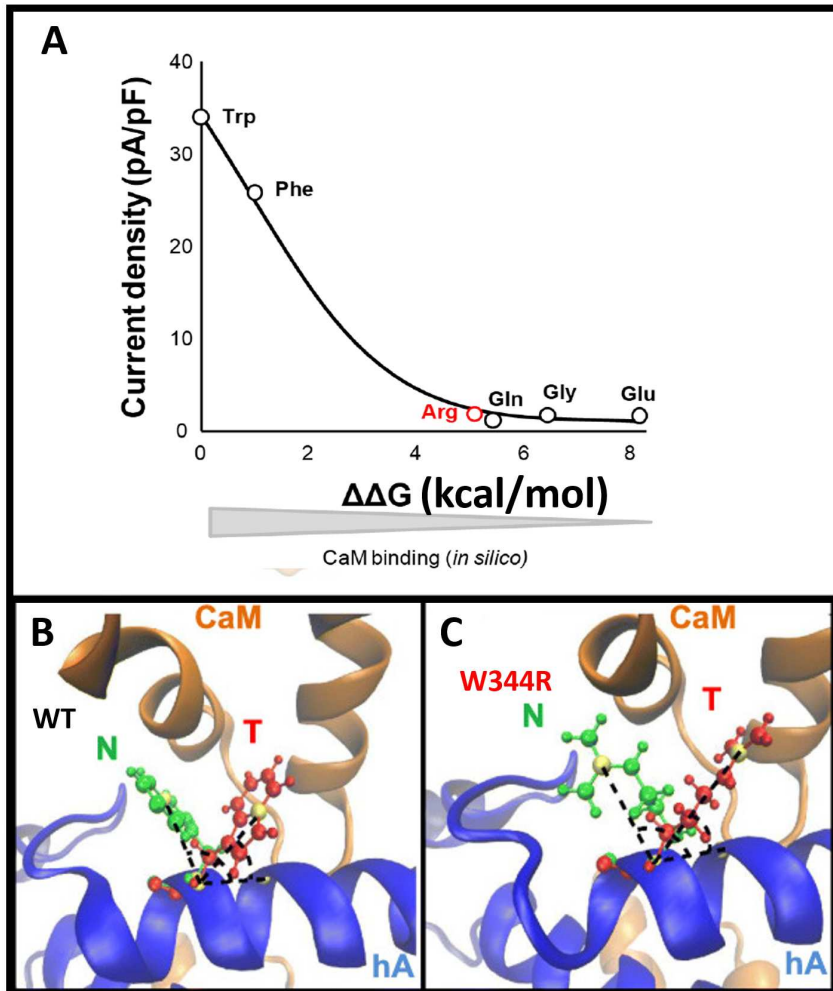 A
Current density (pA/pF)
40
30
20
10
0
Trp
Phe
Arg
Gln
Gly
Glu
0 2 4 6 8
ΔΔG (kcal/mol)
CaM binding (in silico)
B
CaM
WT
N
T
hA
C
CaM
W344R
N
T
hA